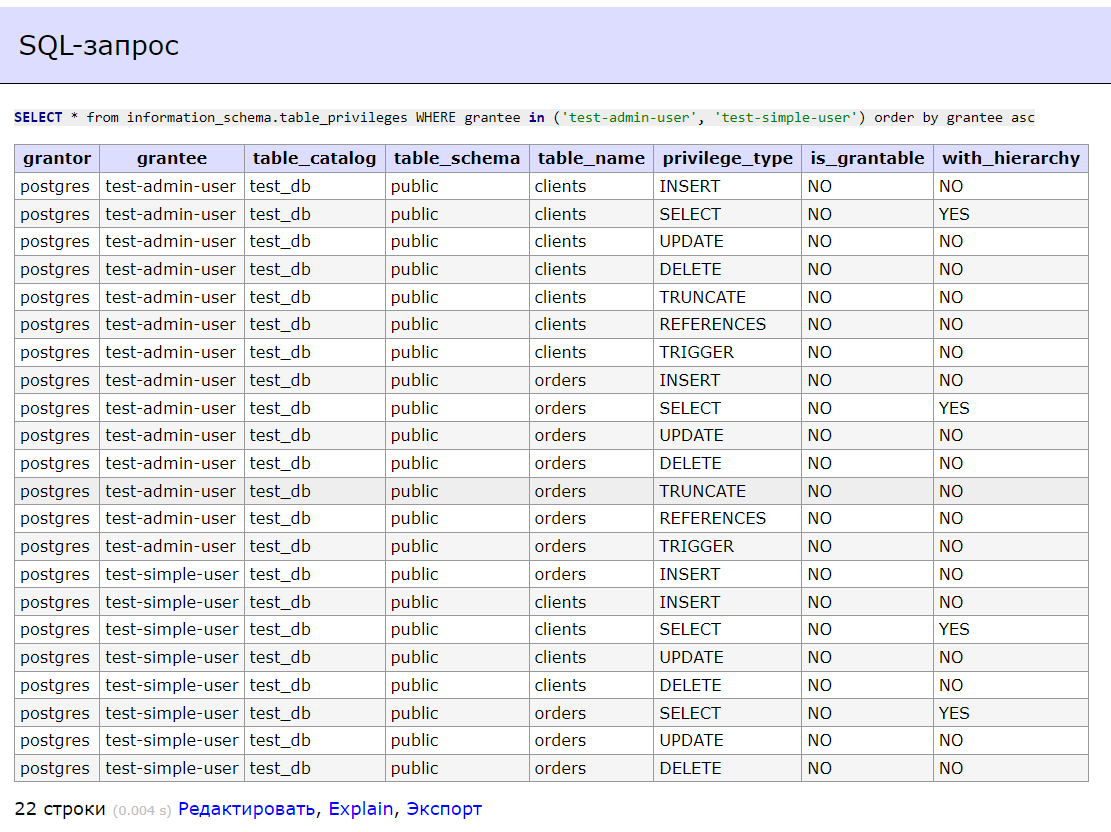 SQL-запрос
SELECT * from information_schema.table_privileges WHERE grantee in ('test-admin-user', 'test-simple-user') order by grantee asc
grantor grantee table_catalog table_schema table_name privilege_type is_grantable with_hierarchy
postgres test-admin-user test_db public clients INSERT NO NO
postgres test-admin-user test_db public clients SELECT NO YES
postgres test-admin-user test_db public clients UPDATE NO NO
postgres test-admin-user test_db public clients DELETE NO NO
postgres test-admin-user test_db public clients TRUNCATE NO NO
postgres test-admin-user test_db public clients REFERENCES NO NO
postgres test-admin-user test_db public clients TRIGGER NO NO
postgres test-admin-user test_db public orders INSERT NO NO
postgres test-admin-user test_db public orders SELECT NO YES
postgres test-admin-user test_db public orders UPDATE NO NO
postgres test-admin-user test_db public orders DELETE NO NO
postgres test-admin-user test_db public orders TRUNCATE NO NO
postgres test-admin-user test_db public orders REFERENCES NO NO
postgres test-admin-user test_db public orders TRIGGER NO NO
postgres test-simple-user test_db public orders INSERT NO NO
postgres test-simple-user test_db public clients INSERT NO NO
postgres test-simple-user test_db public clients SELECT NO YES
postgres test-simple-user test_db public clients UPDATE NO NO
postgres test-simple-user test_db public clients DELETE NO NO
postgres test-simple-user test_db public orders SELECT NO YES
postgres test-simple-user test_db public orders UPDATE NO NO
postgres test-simple-user test_db public orders DELETE NO NO
22 строки (0.004 s) Редактировать, Explain, Экспорт